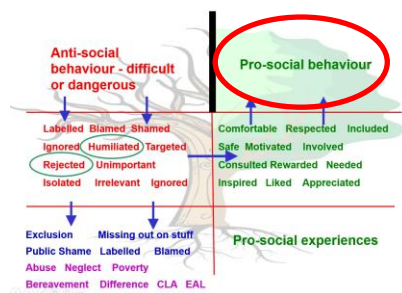 Anti-social
behaviour - difficult
or dangerous
Pro-social behaviour
Labelled Blamed Shamed
Ignored Humiliated Targeted
Rejected Unimportant
Isolated Irrelevant Ignored
Comfortable Respected Included
Safe Motivated Involved
Consulted Rewarded Needed
Inspired Liked Appreciated
Exclusion Missing out on stuff
Public Shame Labelled Blamed
Abuse Neglect Poverty
Bereavement Difference CLA EAL
Pro-social experiences